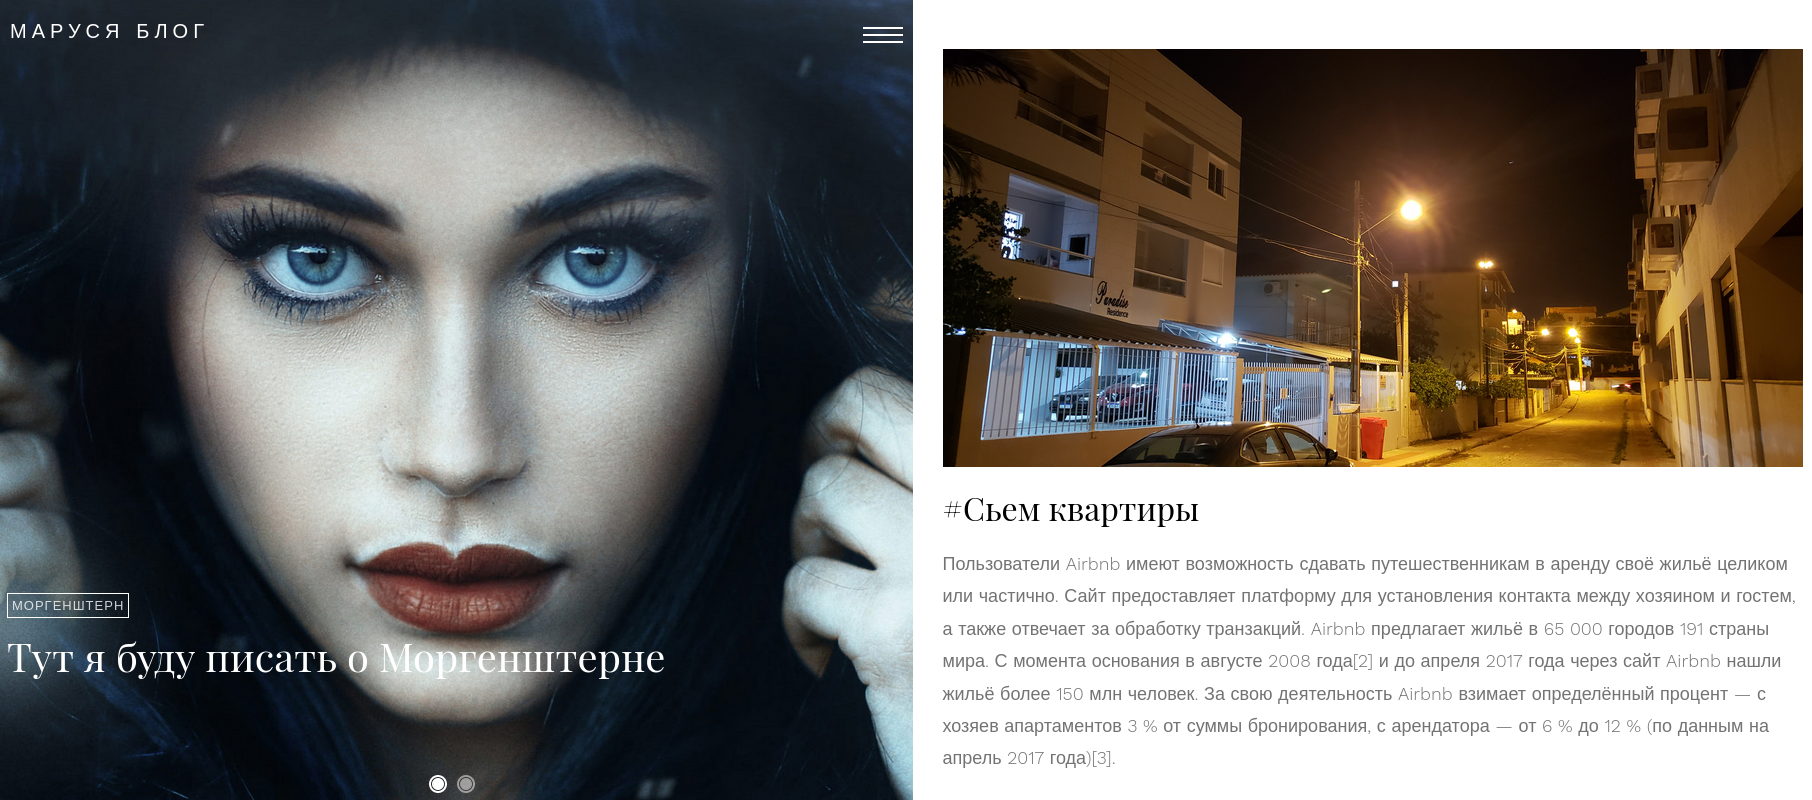 МАРУСЯ БЛОГ
МОРГЕНШТЕРН
Тут я буду писать о Моргенштерне
Paradise
Residence
#Сьем квартиры
Пользователи Airbnb имеют возможность сдавать путешественникам в аренду своё жильё целиком
или частично. Сайт предоставляет платформу для установления контакта между хозяином и гостем,
а также отвечает за обработку транзакций. Airbnb предлагает жильё в 65 000 городов 191 страны
мира. С момента основания в августе 2008 года[2] и до апреля 2017 года через сайт Airbnb нашли
жильё более 150 млн человек. За свою деятельность Airbnb взимает определённый процент — с
хозяев апартаментов 3 % от суммы бронирования, с арендатора — от 6 % до 12 % (по данным на
апрель 2017 года)[3].